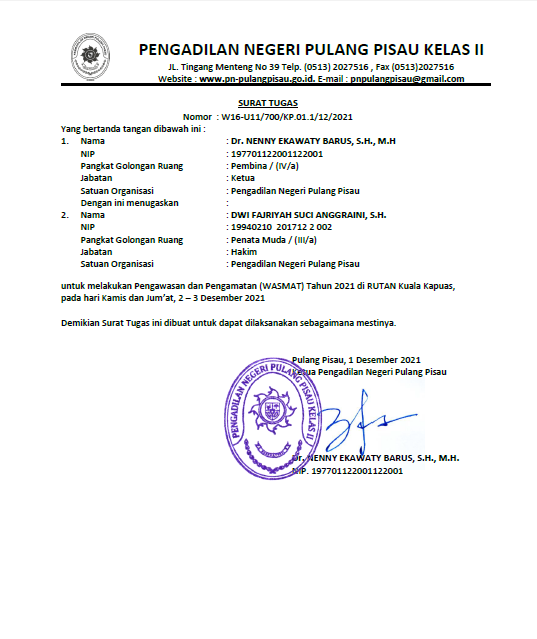 PENGADILAN NEGERI PULANG PISAU KELAS II
JL. Tingang Menteng No 39 Telp. (0513) 2027516 , Fax (0513)2027516
Website : www.pn-pulangpisau.go.id. E-mail : pnpulangpisau@gmail.com
SURAT TUGAS
Nomor : W16-U11/700/KP.01.1/12/2021
Yang bertanda tangan dibawah ini :
1. Nama : Dr. NENNY EKAWATY BARUS, S.H., M.H
NIP : 197701122001122001
Pangkat Golongan Ruang : Pembina / (IV/a)
Jabatan : Ketua
Satuan Organisasi : Pengadilan Negeri Pulang Pisau
Dengan ini menugaskan :
2. Nama : DWI FAJRIYAH SUCI ANGGRAINI, S.H.
NIP : 19940210 201712 2 002
Pangkat Golongan Ruang : Penata Muda / (III/a)
Jabatan : Hakim
Satuan Organisasi : Pengadilan Negeri Pulang Pisau
untuk melakukan Pengawasan dan Pengamatan (WASMAT) Tahun 2021 di RUTAN Kuala Kapuas,
pada hari Kamis dan Jum'at, 2 – 3 Desember 2021
Demikian Surat Tugas ini dibuat untuk dapat dilaksanakan sebagaimana mestinya.
Pulang Pisau, 1 Desember 2021
Ketua Pengadilan Negeri Pulang Pisau
PENGADILAN NEGERI PULANG PISAU KELAS II
Dr. NENNY EKAWATY BARUS, S.H., M.H.
NIP. 197701122001122001